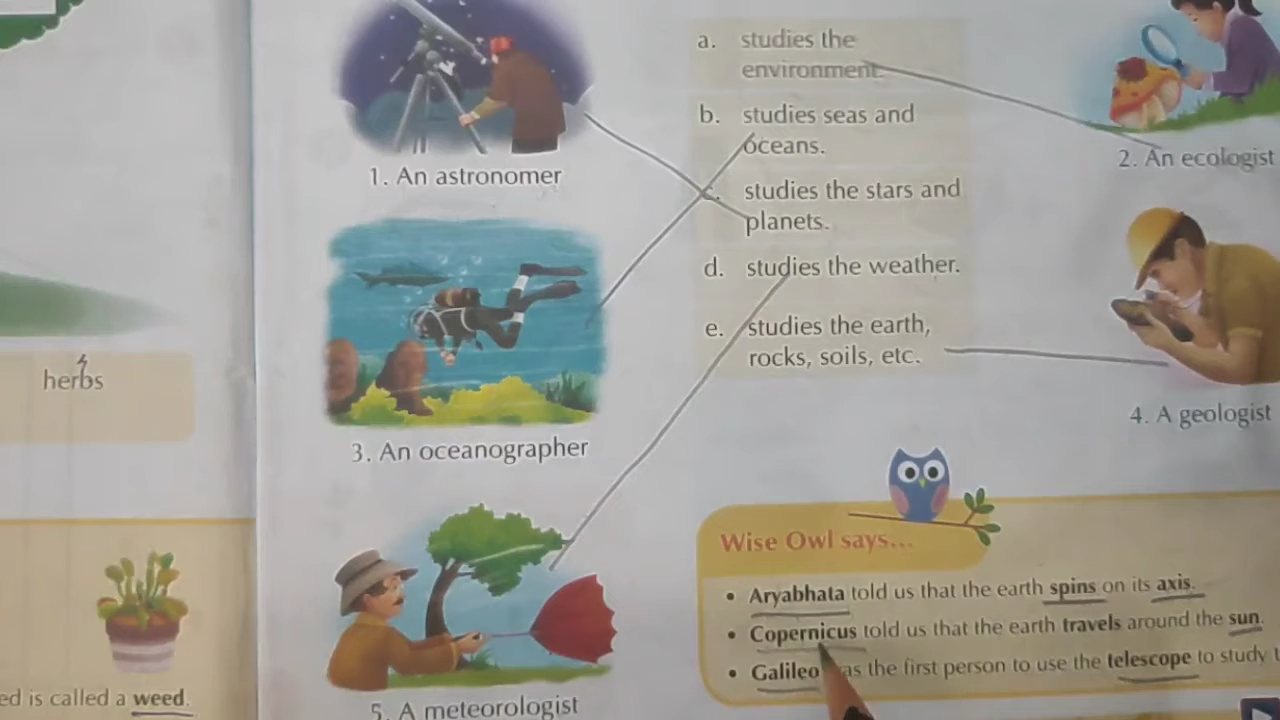 a. studies the
environment.
b. studies seas and
oceans.
c. studies the stars and
planets.
d. studies the weather.
e. studies the earth,
rocks, soils, etc.
1. An astronomer
2. An ecologist
3. An oceanographer
4. A geologist
5. A meteorologist
herbs
ed is called a weed.
Wise Owl says...
• Aryabhata told us that the earth spins on its axis.
• Copernicus told us that the earth travels around the sun.
• Galileo as the first person to use the telescope to study t